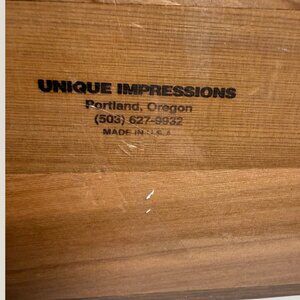 UNIQUE IMPRESSIONS
Portland, Oregon
(503) 627-9932
MADE IN U.S.A